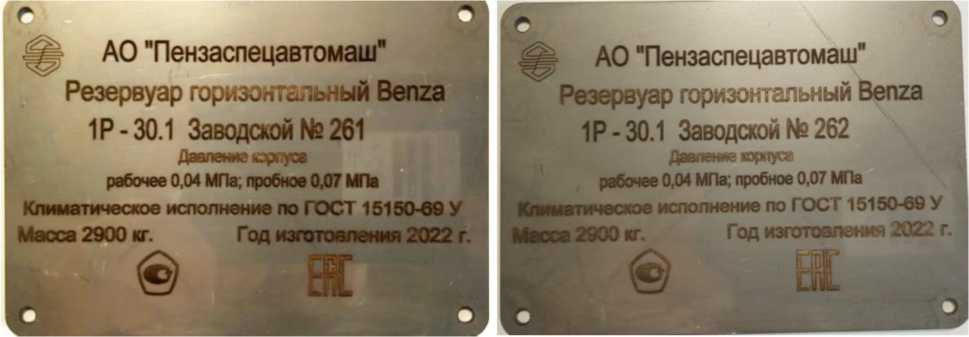 АО "Пензаспецавтомаш"
Резервуар горизонтальный Benza
1Р - 30.1 Заводской № 261
Давление корпуса
рабочее 0,04 МПа; пробное 0,07 МПа
Климатическое исполнение по ГОСТ 15150-69 У
Масса 2900 кг. Год изготовления 2022 г.
ЕАС
АО "Пензаспецавтомаш"
Резервуар горизонтальный Benza
1Р - 30.1 Заводской № 262
Давление корпуса
рабочее 0,04 МПа; пробное 0,07 МПа
Климатическое исполнение по ГОСТ 15150-69 У
Масса 2900 кг. Год изготовления 2022 г.
ЕАС